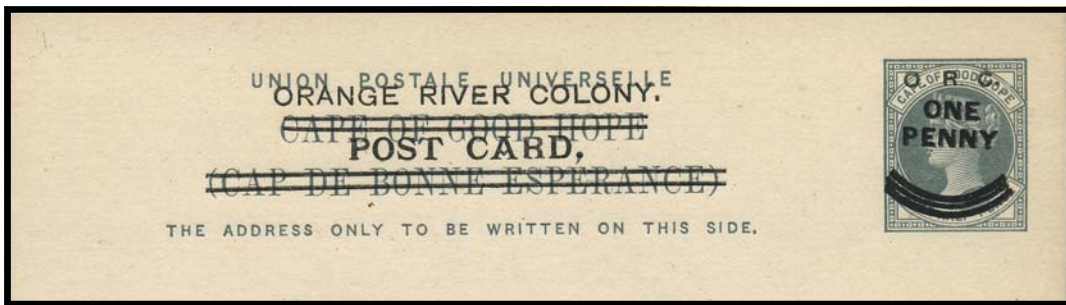 UNION POSTALE UNIVERSELLE
ORANGE RIVER COLONY.
CAPE OF GOOD HOPE
POST CARD,
(CAP DE BONNE ESPÉRANCE)
THE ADDRESS ONLY TO BE WRITTEN ON THIS SIDE.
O. R. C.
CAPE OF GOOD HOPE
ONE
PENNY